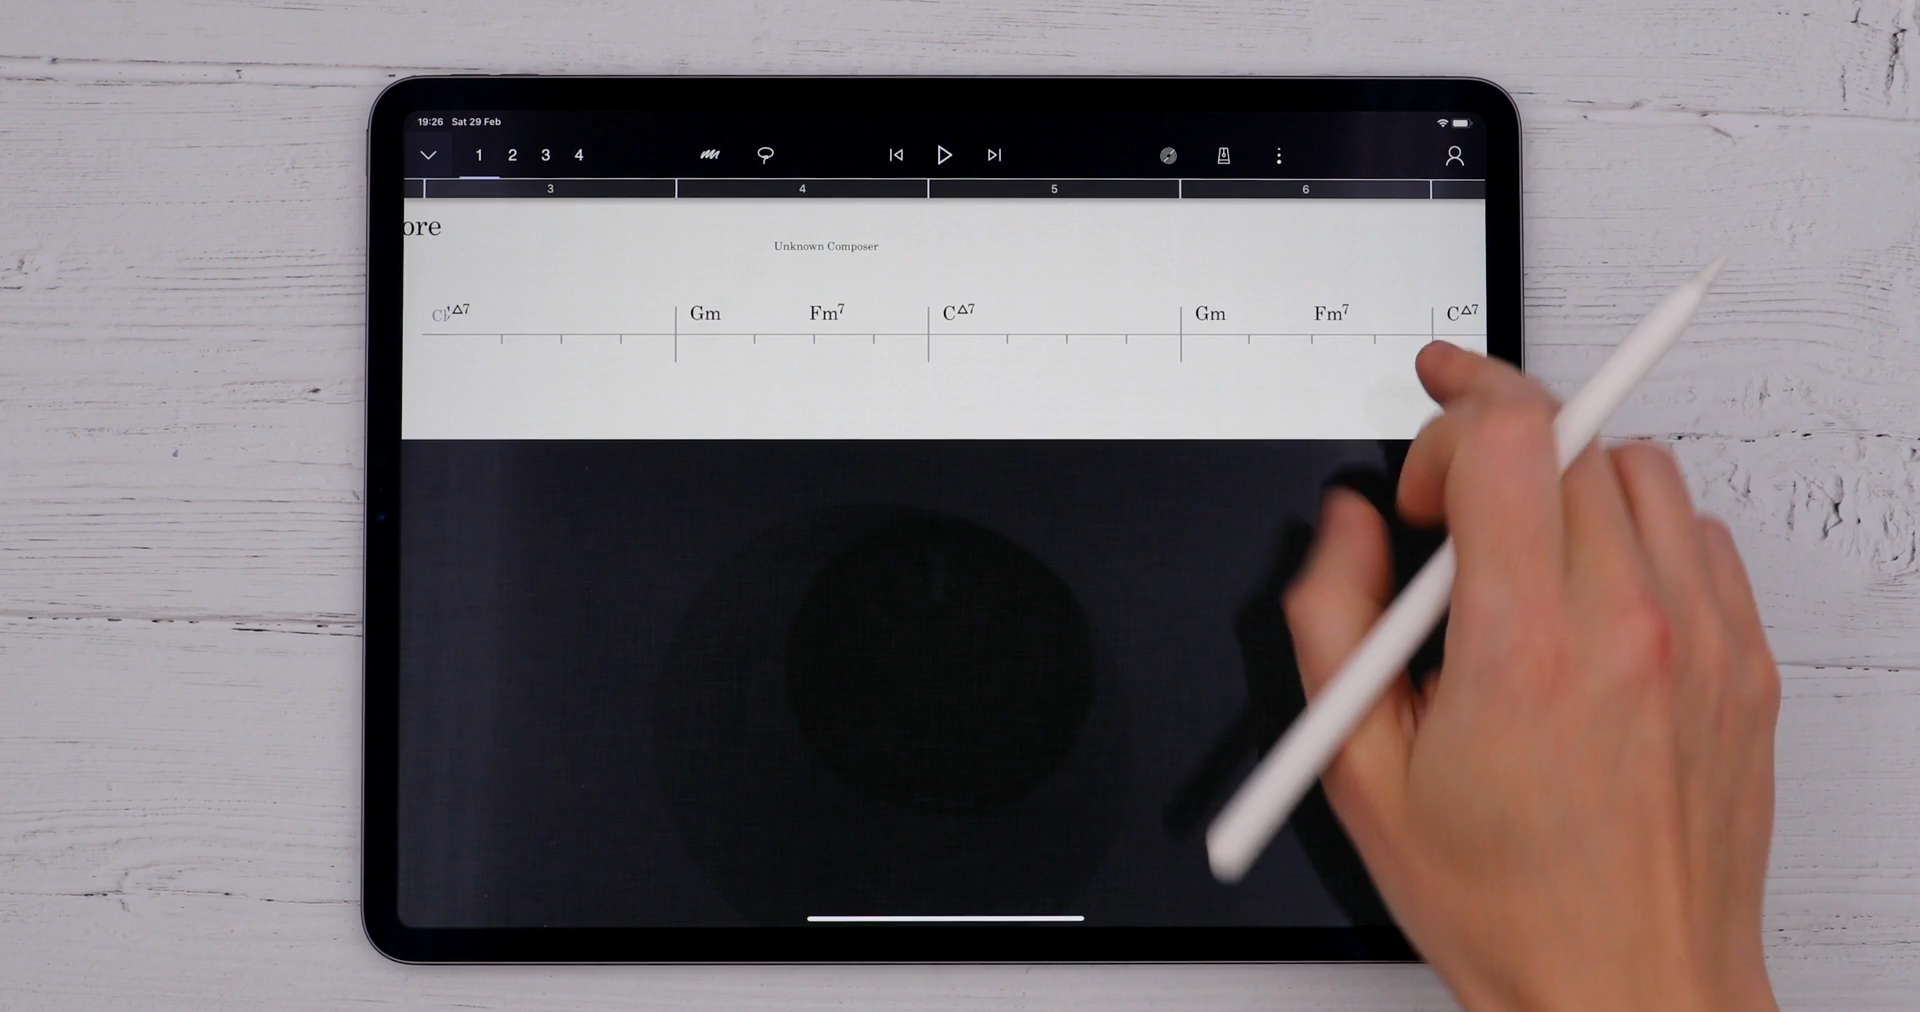 19:26 Sat 29 Feb
1 2 3 4
3 4 5 6
ore
Unknown Composer
CΔ7 Gm Fm7 CΔ7 Gm Fm7 CΔ7